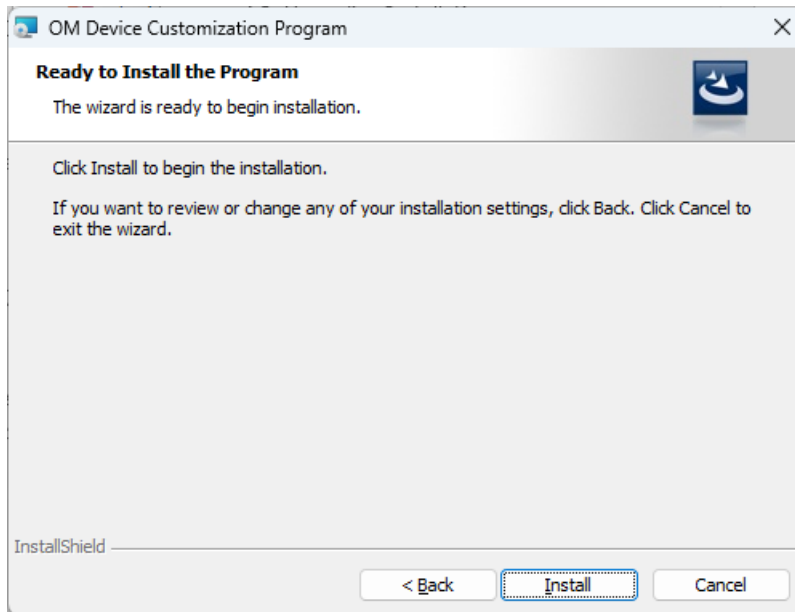 OM Device Customization Program
Ready to Install the Program
The wizard is ready to begin installation.
Click Install to begin the installation.
If you want to review or change any of your installation settings, click Back. Click Cancel to
exit the wizard.
InstallShield
< Back
Install
Cancel